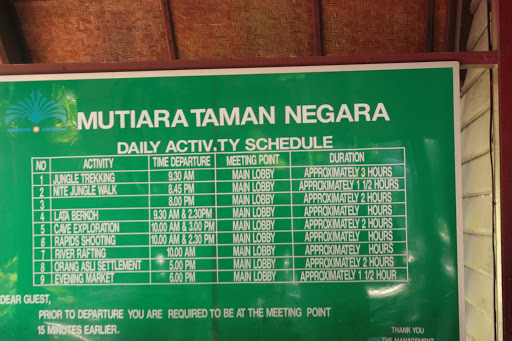 MUTIARA TAMAN NEGARA
DAILY ACTIV.TY SCHEDULE
NO ACTIVITY TIME DEPARTURE MEETING POINT DURATION
1 JUNGLE TREKKING 9.30 AM MAIN LOBBY APPROXIMATELY 3 HOURS
2 NITE JUNGLE WALK 8.45 PM MAIN LOBBY APPROXIMATELY 1 1/2 HOURS
3 8.00 PM MAIN LOBBY APPROXIMATELY 2 HOURS
4 LATA BERKOH 9.30 AM & 2.30PM MAIN LOBBY APPROXIMATELY HOURS
5 CAVE EXPLORATION 10.00 AM & 3.00 PM MAIN LOBBY APPROXIMATELY 2 HOURS
6 RAPIDS SHOOTING 10.00 AM & 2.30 PM MAIN LOBBY APPROXIMATELY HOURS
7 RIVER RAFTING 10.00 AM MAIN LOBBY APPROXIMATELY HOURS
8 ORANG ASLI SETTLEMENT 5.00 PM MAIN LOBBY APPROXIMATELY 2 HOURS
9 EVENING MARKET 6.00 PM MAIN LOBBY APPROXIMATELY 1 1/2 HOUR
DEAR GUEST,
PRIOR TO DEPARTURE YOU ARE REQUIRED TO BE AT THE MEETING POINT
15 MINUTES EARLIER.
THANK YOU
THE MANAGEMENT